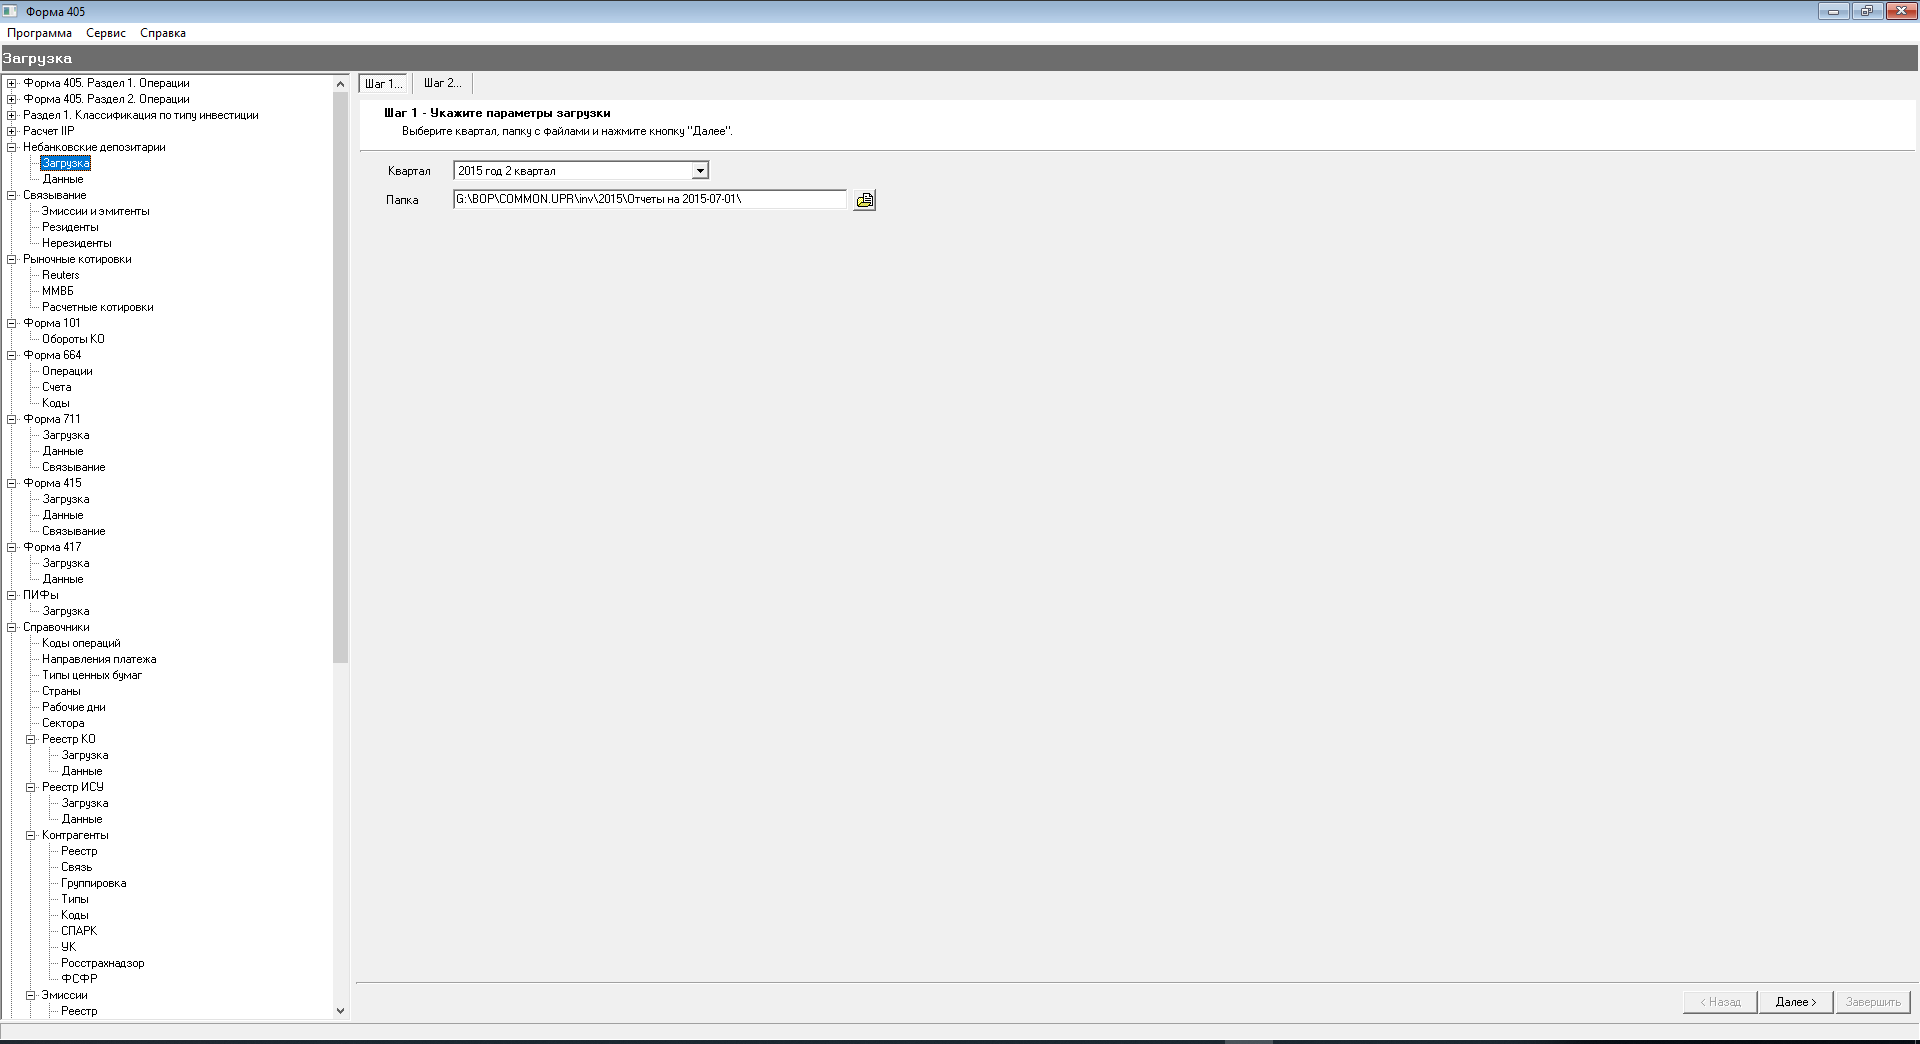 Форма 405
Программа Сервис Справка
Загрузка
Форма 405. Раздел 1. Операции
Форма 405. Раздел 2. Операции
Раздел 1. Классификация по типу инвестиции
Расчет IIP
Небанковские депозитарии
Загрузка
Данные
Связывание
Эмиссии и эмитенты
Резиденты
Нерезиденты
Рыночные котировки
Reuters
ММВБ
Расчетные котировки
Форма 101
Обороты КО
Форма 664
Операции
Счета
Коды
Форма 711
Загрузка
Данные
Связывание
Форма 415
Загрузка
Данные
Связывание
Форма 417
Загрузка
Данные
ПИФы
Загрузка
Справочники
Коды операций
Направления платежа
Типы ценных бумаг
Страны
Рабочие дни
Сектора
Реестр КО
Загрузка
Данные
Реестр ИСУ
Загрузка
Данные
Контрагенты
Реестр
Связь
Группировка
Типы
Коды
СПАРК
УК
Росстрахнадзор
ФСФР
Эмиссии
Реестр
Шаг 1... Шаг 2...
Шаг 1 - Укажите параметры загрузки
Выберите квартал, папку с файлами и нажмите кнопку "Далее".
Квартал 2015 год 2 квартал
Папка G:\BOP\COMMON.UPR\inv\2015\Отчеты на 2015-07-01\
< Назад Далее > Завершить